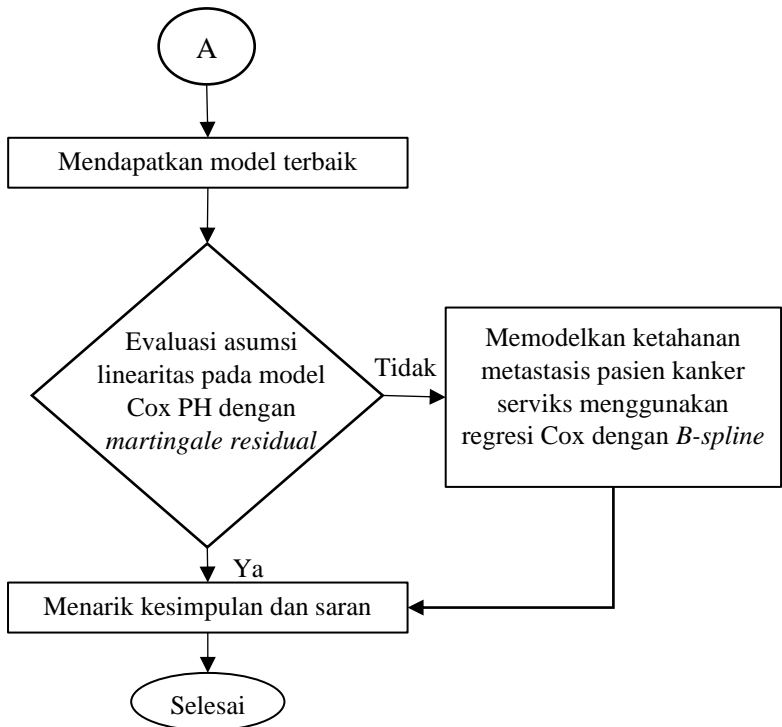 A
Mendapatkan model terbaik
Evaluasi asumsi
linearitas pada model
Cox PH dengan
martingale residual
Tidak
Memodelkan ketahanan
metastasis pasien kanker
serviks menggunakan
regresi Cox dengan B-spline
Ya
Menarik kesimpulan dan saran
Selesai